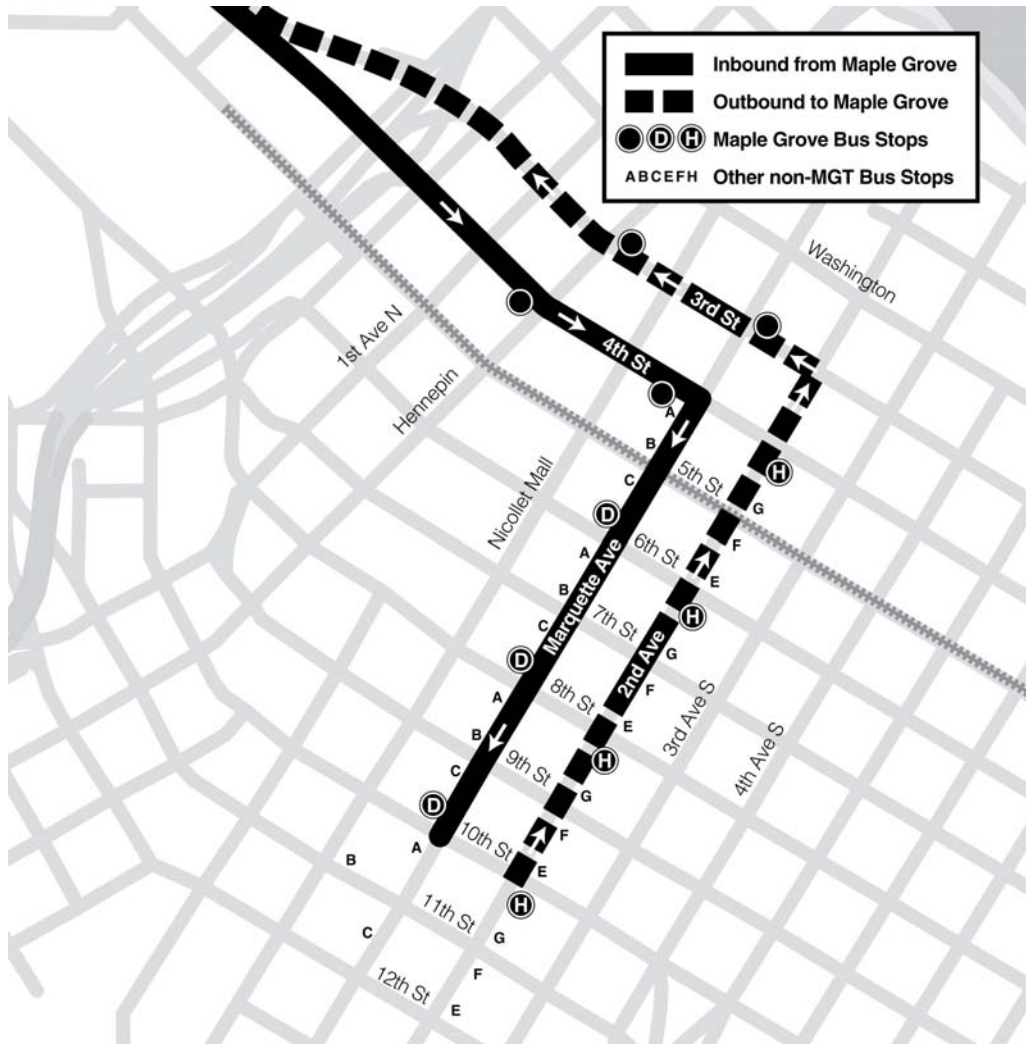 Inbound from Maple Grove
Outbound to Maple Grove
D H Maple Grove Bus Stops
ABCEFH Other non-MGT Bus Stops
Washington
3rd St
1st Ave N
4th St
Hennepin
A
B
5th St
H
Nicollet Mall
C
G
D
6th St
F
A
Marquette Ave
E
B
7th St
H
C
2nd Ave
G
D
8th St
F
3rd Ave S
A
E
4th Ave S
B
9th St
H
C
G
D
10th St
F
A
E
B
11th St
H
C
G
12th St
F
E